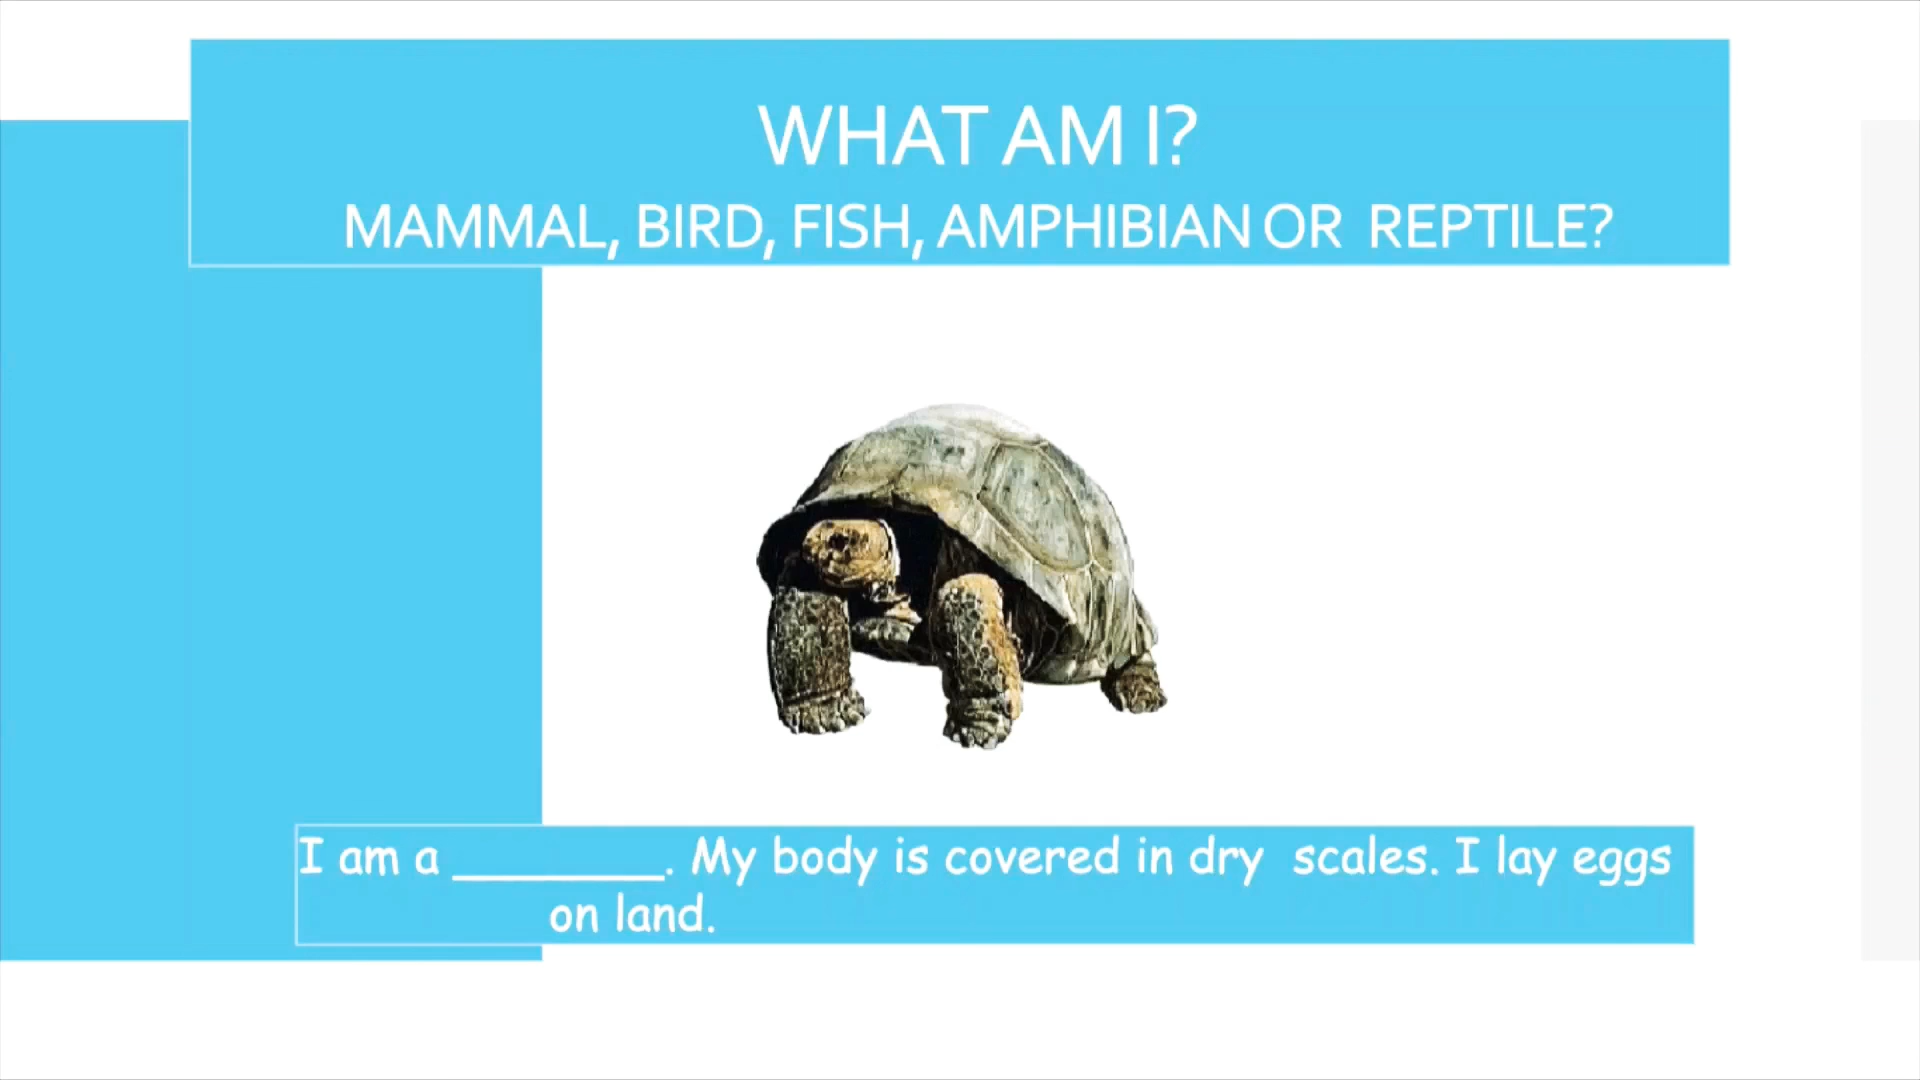 WHAT AM I?
MAMMAL, BIRD, FISH, AMPHIBIAN OR REPTILE?
I am a _______. My body is covered in dry scales. I lay eggs
on land.